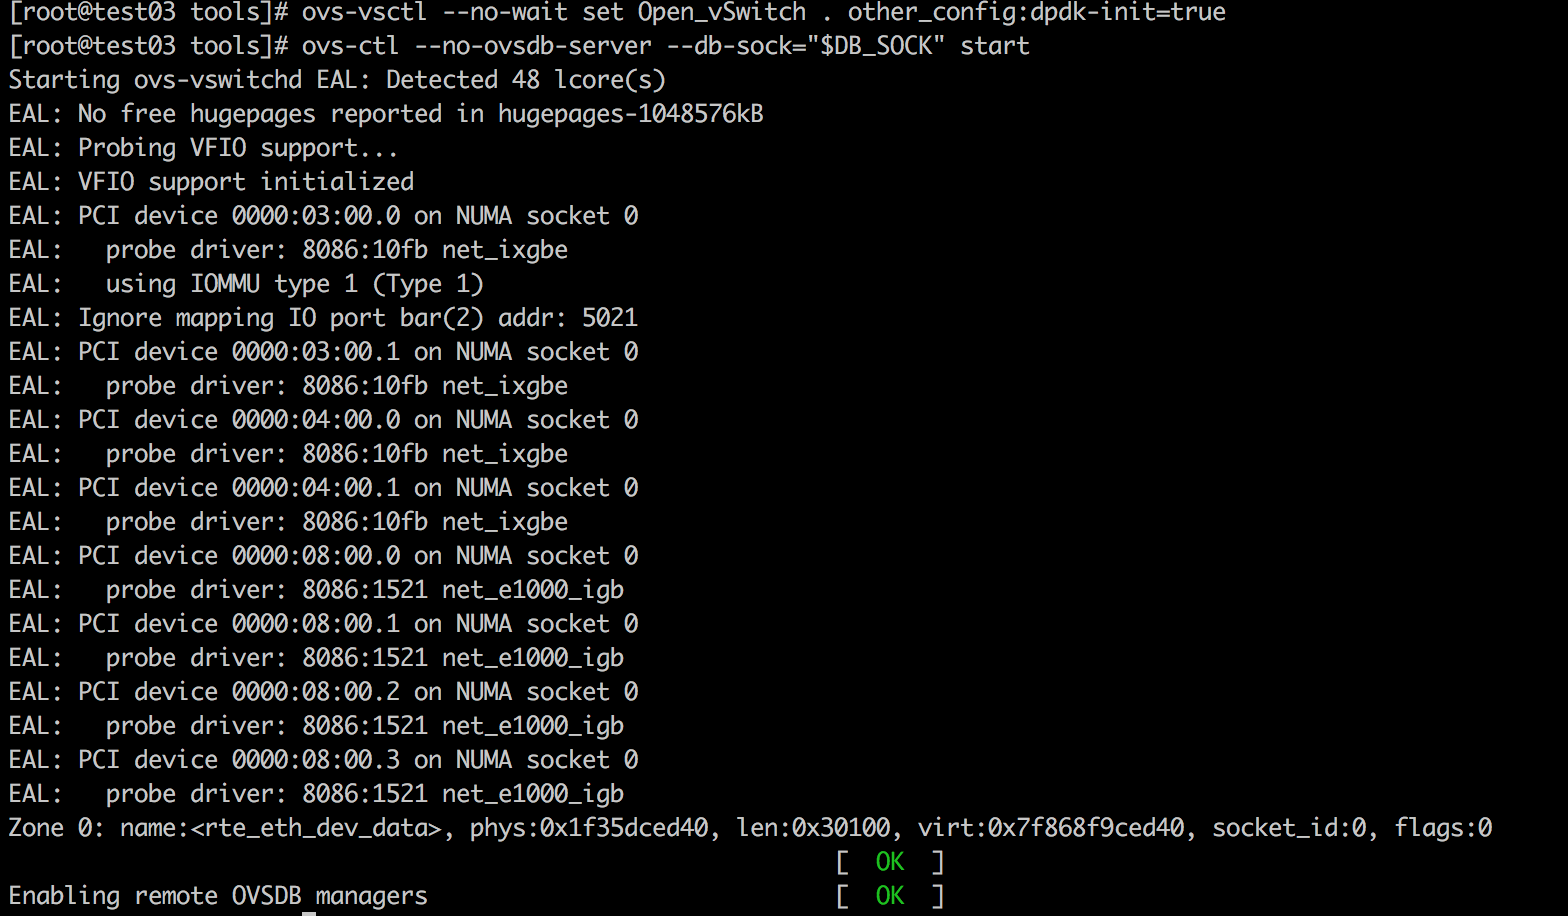 [root@test03 tools]# ovs-vsctl --no-wait set Open_vSwitch . other_config:dpdk-init=true
[root@test03 tools]# ovs-ctl --no-ovsdb-server --db-sock="$DB_SOCK" start
Starting ovs-vswitchd EAL: Detected 48 lcore(s)
EAL: No free hugepages reported in hugepages-1048576kB
EAL: Probing VFIO support...
EAL: VFIO support initialized
EAL: PCI device 0000:03:00.0 on NUMA socket 0
EAL:   probe driver: 8086:10fb net_ixgbe
EAL:   using IOMMU type 1 (Type 1)
EAL: Ignore mapping IO port bar(2) addr: 5021
EAL: PCI device 0000:03:00.1 on NUMA socket 0
EAL:   probe driver: 8086:10fb net_ixgbe
EAL: PCI device 0000:04:00.0 on NUMA socket 0
EAL:   probe driver: 8086:10fb net_ixgbe
EAL: PCI device 0000:04:00.1 on NUMA socket 0
EAL:   probe driver: 8086:10fb net_ixgbe
EAL: PCI device 0000:08:00.0 on NUMA socket 0
EAL:   probe driver: 8086:1521 net_e1000_igb
EAL: PCI device 0000:08:00.1 on NUMA socket 0
EAL:   probe driver: 8086:1521 net_e1000_igb
EAL: PCI device 0000:08:00.2 on NUMA socket 0
EAL:   probe driver: 8086:1521 net_e1000_igb
EAL: PCI device 0000:08:00.3 on NUMA socket 0
EAL:   probe driver: 8086:1521 net_e1000_igb
Zone 0: name:<rte_eth_dev_data>, phys:0x1f35dced40, len:0x30100, virt:0x7f868f9ced40, socket_id:0, flags:0
[  OK  ]
Enabling remote OVSDB managers                             [  OK  ]